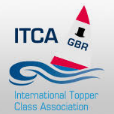 ITCA
GBR
International Topper
Class Association